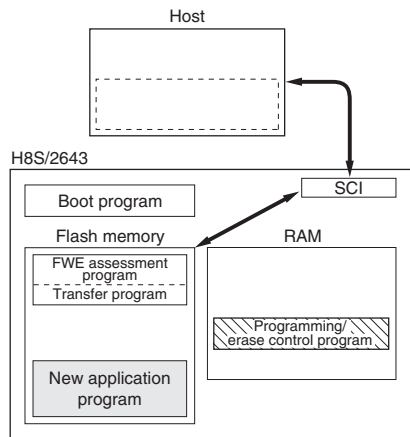 Host
H8S/2643
SCI
Boot program
Flash memory
RAM
FWE assessment
program
Transfer program
Programming/
erase control program
New application
program